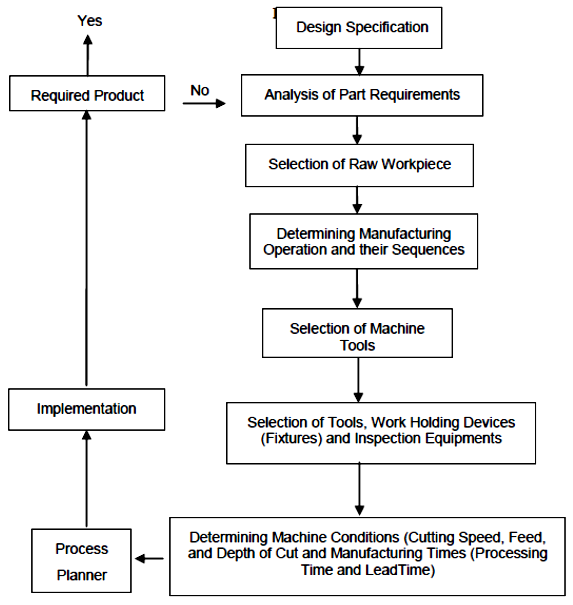 Yes
Design Specification
Required Product
No
Analysis of Part Requirements
Selection of Raw Workpiece
Determining Manufacturing
Operation and their Sequences
Selection of Machine
Tools
Implementation
Selection of Tools, Work Holding Devices
(Fixtures) and Inspection Equipments
Determining Machine Conditions (Cutting Speed, Feed,
and Depth of Cut and Manufacturing Times (Processing
Time and LeadTime)
Process
Planner